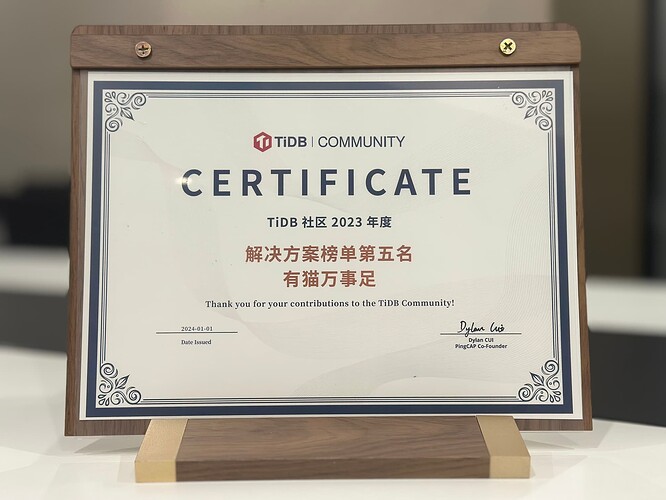 TiDB | COMMUNITY
CERTIFICATE
TiDB 社区 2023 年度
解决方案榜单第五名
有猫万事足
Thank you for your contributions to the TiDB Community!
2024-01-01
Date Issued
Dylan Cui
Dylan CUI
PingCAP Co-Founder